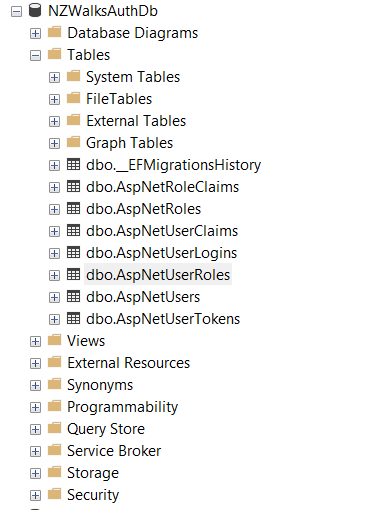 NZWalksAuthDb
Database Diagrams
Tables
System Tables
FileTables
External Tables
Graph Tables
dbo.__EFMigrationsHistory
dbo.AspNetRoleClaims
dbo.AspNetRoles
dbo.AspNetUserClaims
dbo.AspNetUserLogins
dbo.AspNetUserRoles
dbo.AspNetUsers
dbo.AspNetUserTokens
Views
External Resources
Synonyms
Programmability
Query Store
Service Broker
Storage
Security